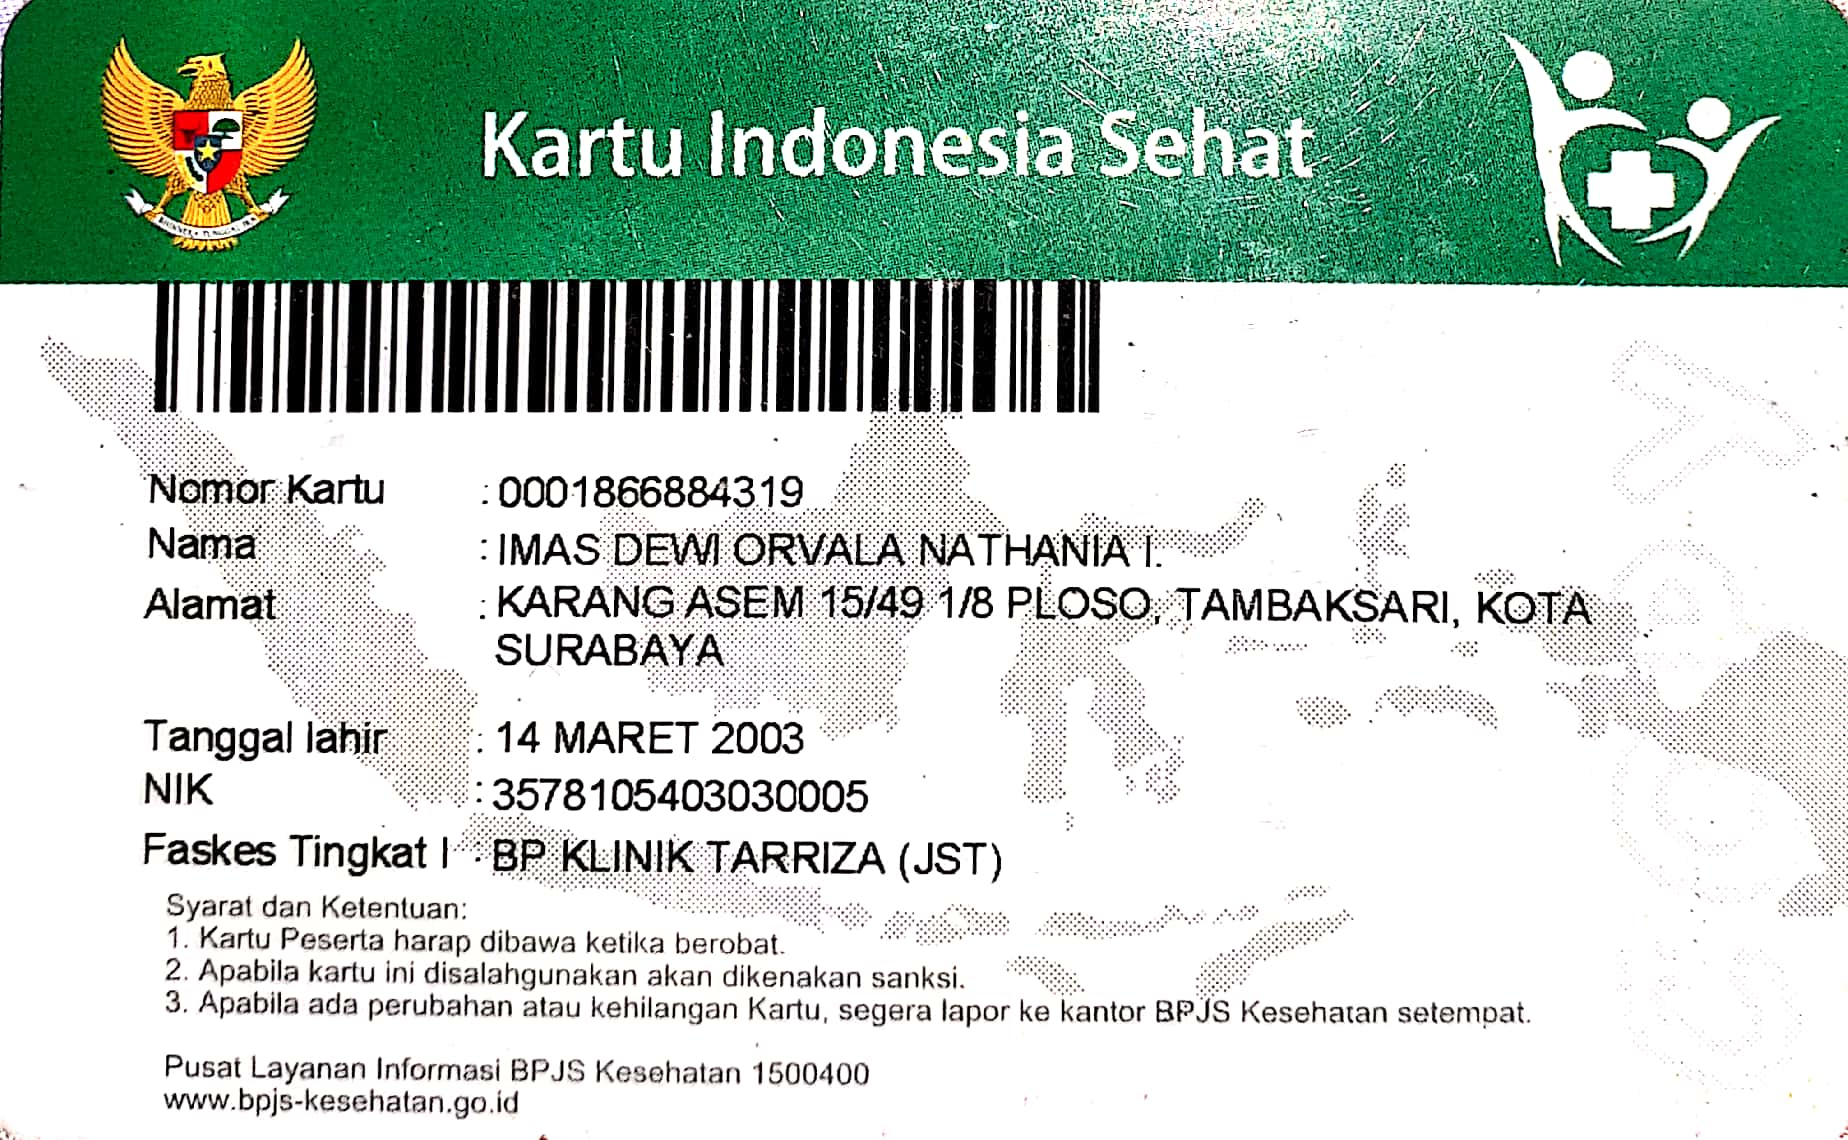 Kartu Indonesia Sehat
Nomor Kartu : 0001866884319
Nama : IMAS DEWI ORVALA NATHANIA I.
Alamat : KARANG ASEM 15/49 1/8 PLOSO, TAMBAKSARI, KOTA
SURABAYA
Tanggal lahir : 14 MARET 2003
NIK : 3578105403030005
Faskes Tingkat I : BP KLINIK TARRIZA (JST)
Syarat dan Ketentuan:
1. Kartu Peserta harap dibawa ketika berobat.
2. Apabila kartu ini disalahgunakan akan dikenakan sanksi.
3. Apabila ada perubahan atau kehilangan Kartu, segera lapor ke kantor BPJS Kesehatan setempat.
Pusat Layanan Informasi BPJS Kesehatan 1500400
www.bpjs-kesehatan.go.id